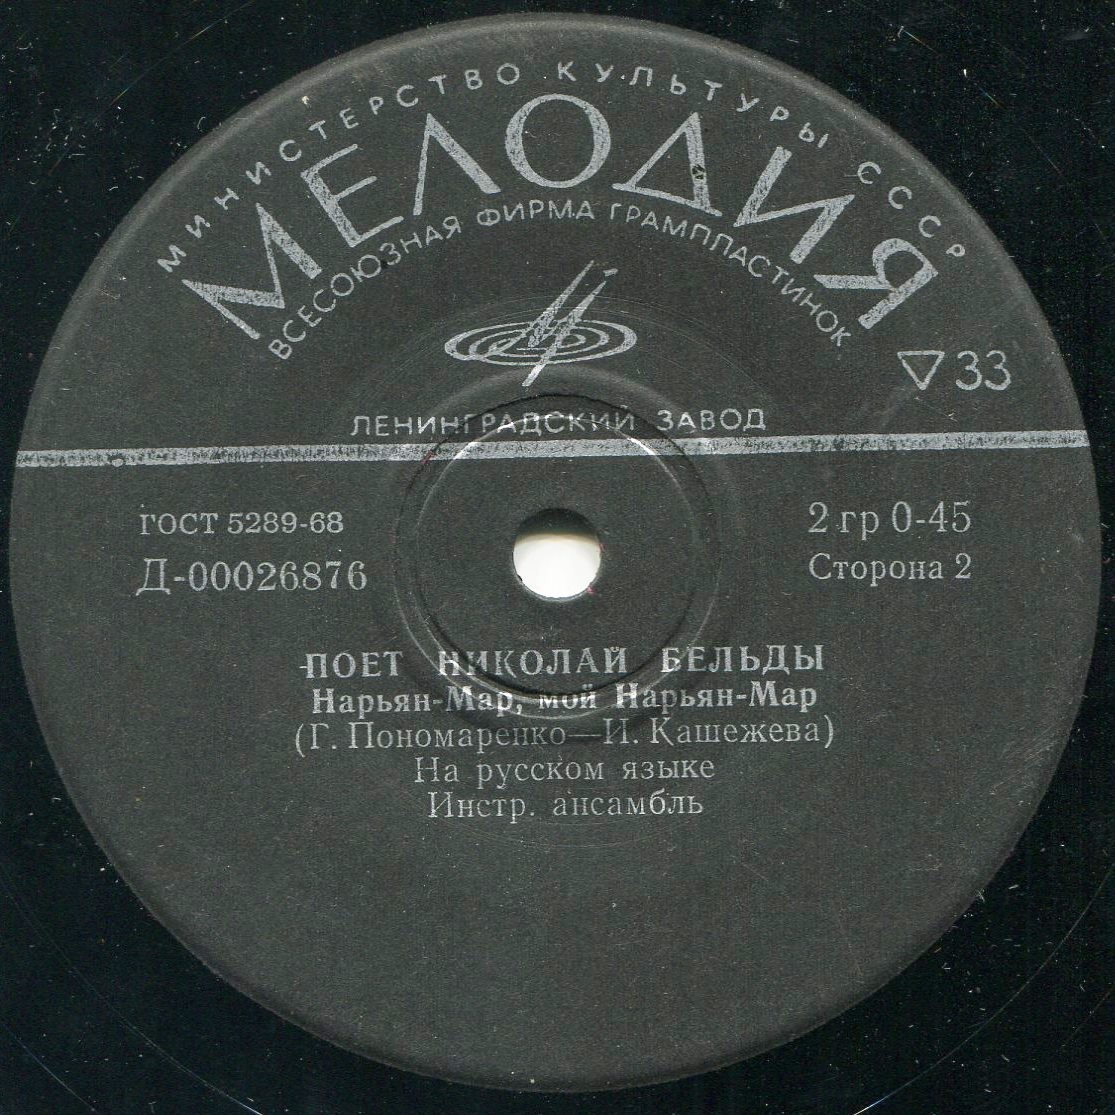 МИНИСТЕРСТВО КУЛЬТУРЫ СССР
МЕЛОДИЯ
ВСЕСОЮЗНАЯ ФИРМА ГРАМПЛАСТИНОК
▽33
ЛЕНИНГРАДСКИЙ ЗАВОД
ГОСТ 5289-68
Д-00026876
2 гр 0-45
Сторона 2
ПОЕТ НИКОЛАЙ БЕЛЬДЫ
Нарьян-Мар, мой Нарьян-Мар
(Г. Пономаренко—И. Кашежева)
На русском языке
Инстр. ансамбль